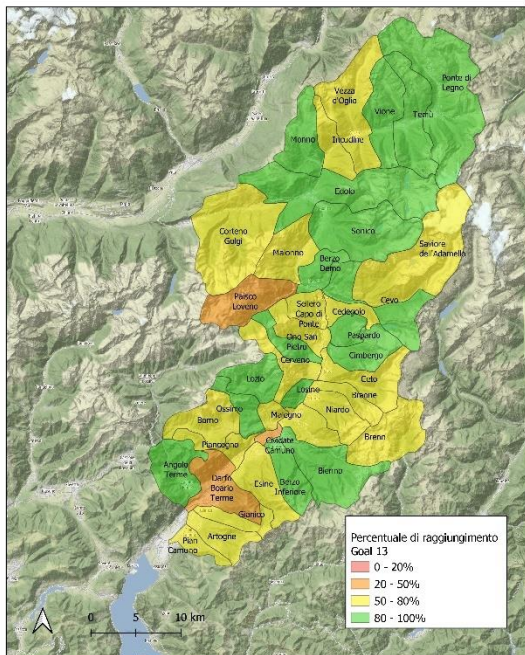 Ponte di
Legno
Vezza
d'Oglio
Vione
Temù
Incudine
Monno
Edolo
Corteno
Golgi
Malonno
Sonico
Saviore
dell'Adamello
Berzo
Demo
Cevo
Paisco
Loveno
Sellero
Capo di
Ponte
Cedegolo
Ono San
Pietro
Paspardo
Cimbergo
Cerveno
Ceto
Lozio
Losine
Braone
Ossimo
Niardo
Borno
Malegno
Breno
Piancogno
Cividate
Camuno
Angolo
Terme
Darfo
Boario
Terme
Esine
Berzo
Inferiore
Bienno
Gianico
Artogne
Pian
Camuno
Percentuale di raggiungimento
Goal 13
0 - 20%
20 - 50%
50 - 80%
80 - 100%
0 5 10 km